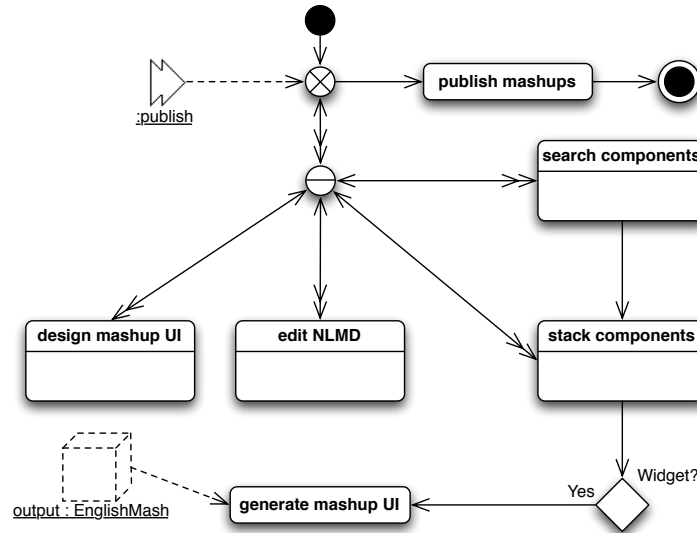 publish mashups
:publish
search components
design mashup UI
edit NLMD
stack components
Widget?
Yes
generate mashup UI
output : EnglishMash